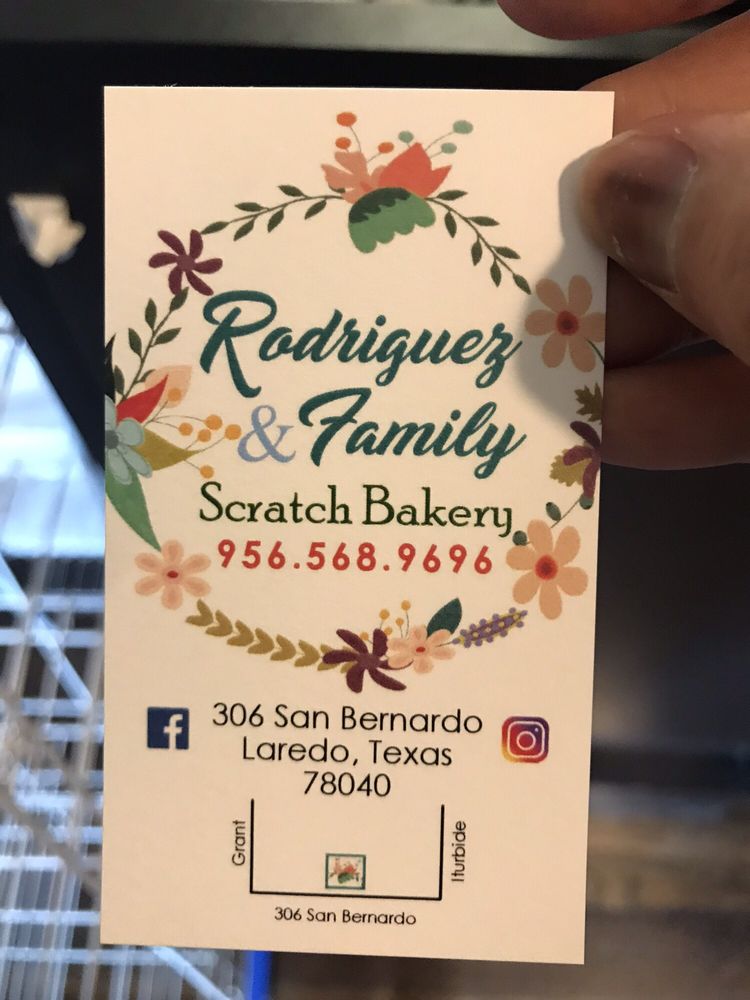 Rodriguez
& Family
Scratch Bakery
956.568.9696
306 San Bernardo
Laredo, Texas
78040
Grant
Iturbide
306 San Bernardo